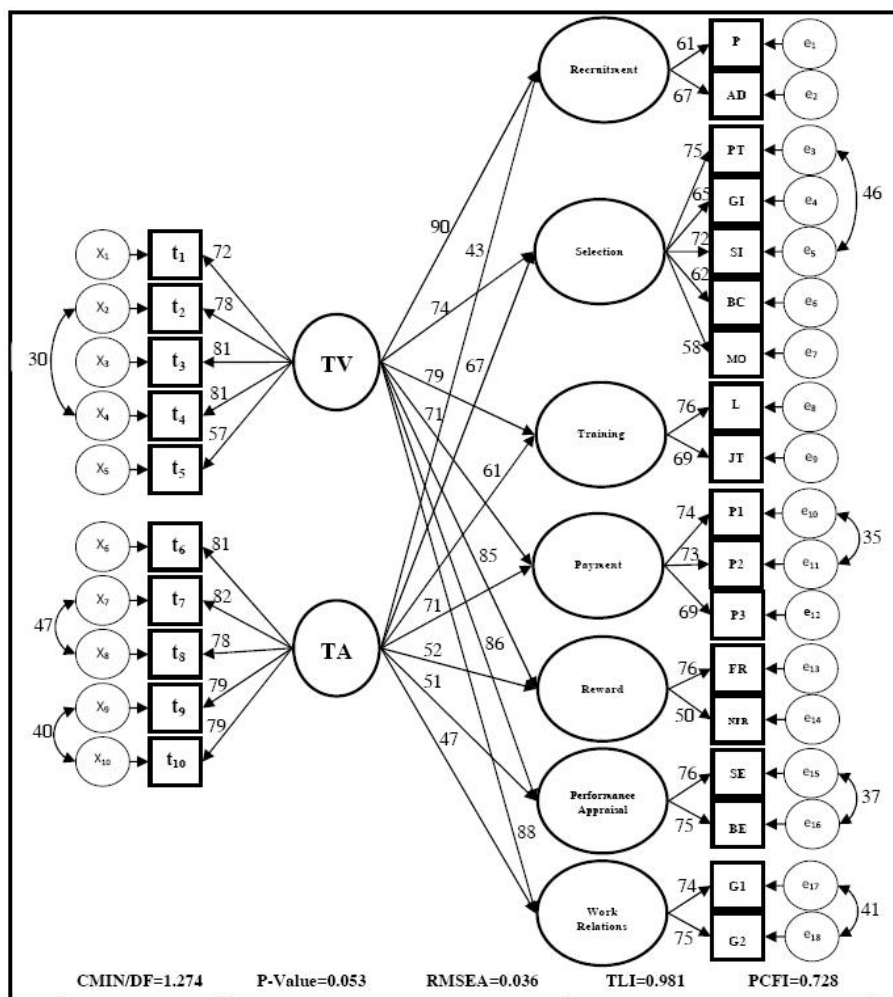 Recruitment
61
67
P
AD
e1
e2
Selection
75
65
72
62
58
PT
GI
SI
BC
MO
e3
e4
e5
e6
e7
46
Training
76
69
L
JT
e8
e9
Payment
74
73
69
P1
P2
P3
e10
e11
e12
35
Reward
76
50
FR
NFR
e13
e14
Performance
Appraisal
76
75
SE
BE
e15
e16
37
Work
Relations
74
75
G1
G2
e17
e18
41
90
43
74
67
79
71
61
85
71
86
52
51
47
88
TV
X1
X2
X3
X4
X5
t1
t2
t3
t4
t5
72
78
81
81
57
30
TA
X6
X7
X8
X9
X10
t6
t7
t8
t9
t10
81
82
78
79
79
47
40
CMIN/DF=1.274 P-Value=0.053 RMSEA=0.036 TLI=0.981 PCFI=0.728